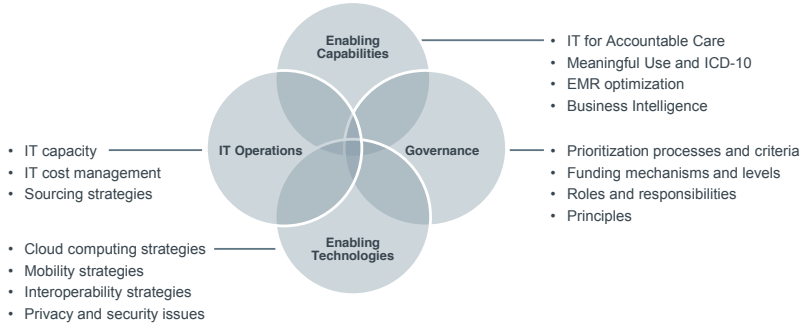 Enabling
Capabilities
• IT for Accountable Care
• Meaningful Use and ICD-10
• EMR optimization
• Business Intelligence
• IT capacity
• IT cost management
• Sourcing strategies
IT Operations
Governance
• Prioritization processes and criteria
• Funding mechanisms and levels
• Roles and responsibilities
• Principles
• Cloud computing strategies
• Mobility strategies
• Interoperability strategies
• Privacy and security issues
Enabling
Technologies